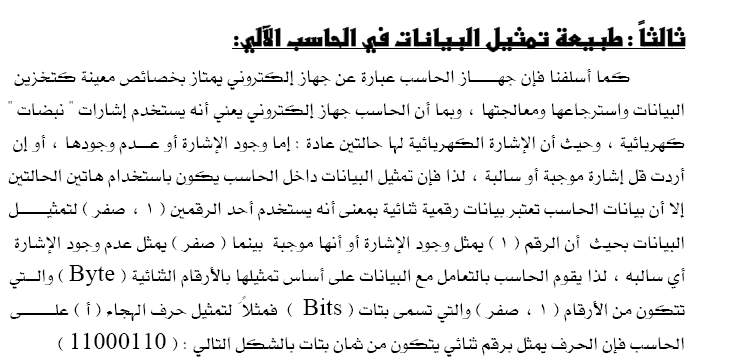 ثالثاً : طبيعة تمثيل البيانات في الحاسب الآلي:
كما أسلفنا فإن جهاز الحاسب عبارة عن جهاز إلكتروني يمتاز بخصائص معينة كتخزين
البيانات واسترجاعها ومعالجتها ، وبما أن الحاسب جهاز إلكتروني يعني أنه يستخدم إشارات " نبضات "
كهربائية ، وحيث أن الإشارة الكهربائية لها حالتين عادة : إما وجود الإشارة أو عدم وجودها ، أو إن
أردت قل إشارة موجبة أو سالبة ، لذا فإن تمثيل البيانات داخل الحاسب يكون باستخدام هاتين الحالتين
إلا أن بيانات الحاسب تعتبر بيانات رقمية ثنائية بمعنى أنه يستخدم أحد الرقمين ( ١ ، صفر ) لتمثيل
البيانات بحيث أن الرقم ( ١ ) يمثل وجود الإشارة أو أنها موجبة بينما ( صفر ) يمثل عدم وجود الإشارة
أي سالبه ، لذا يقوم الحاسب بالتعامل مع البيانات على أساس تمثيلها بالأرقام الثنائية ( Byte ) والتي
تتكون من الأرقام ( ١ ، صفر ) والتي تسمى بتات ( Bits ) فمثلاً لتمثيل حرف الهجاء ( أ ) على
الحاسب فإن الحرف يمثل برقم ثنائي يتكون من ثمان بتات بالشكل التالي : ( 11000110 )